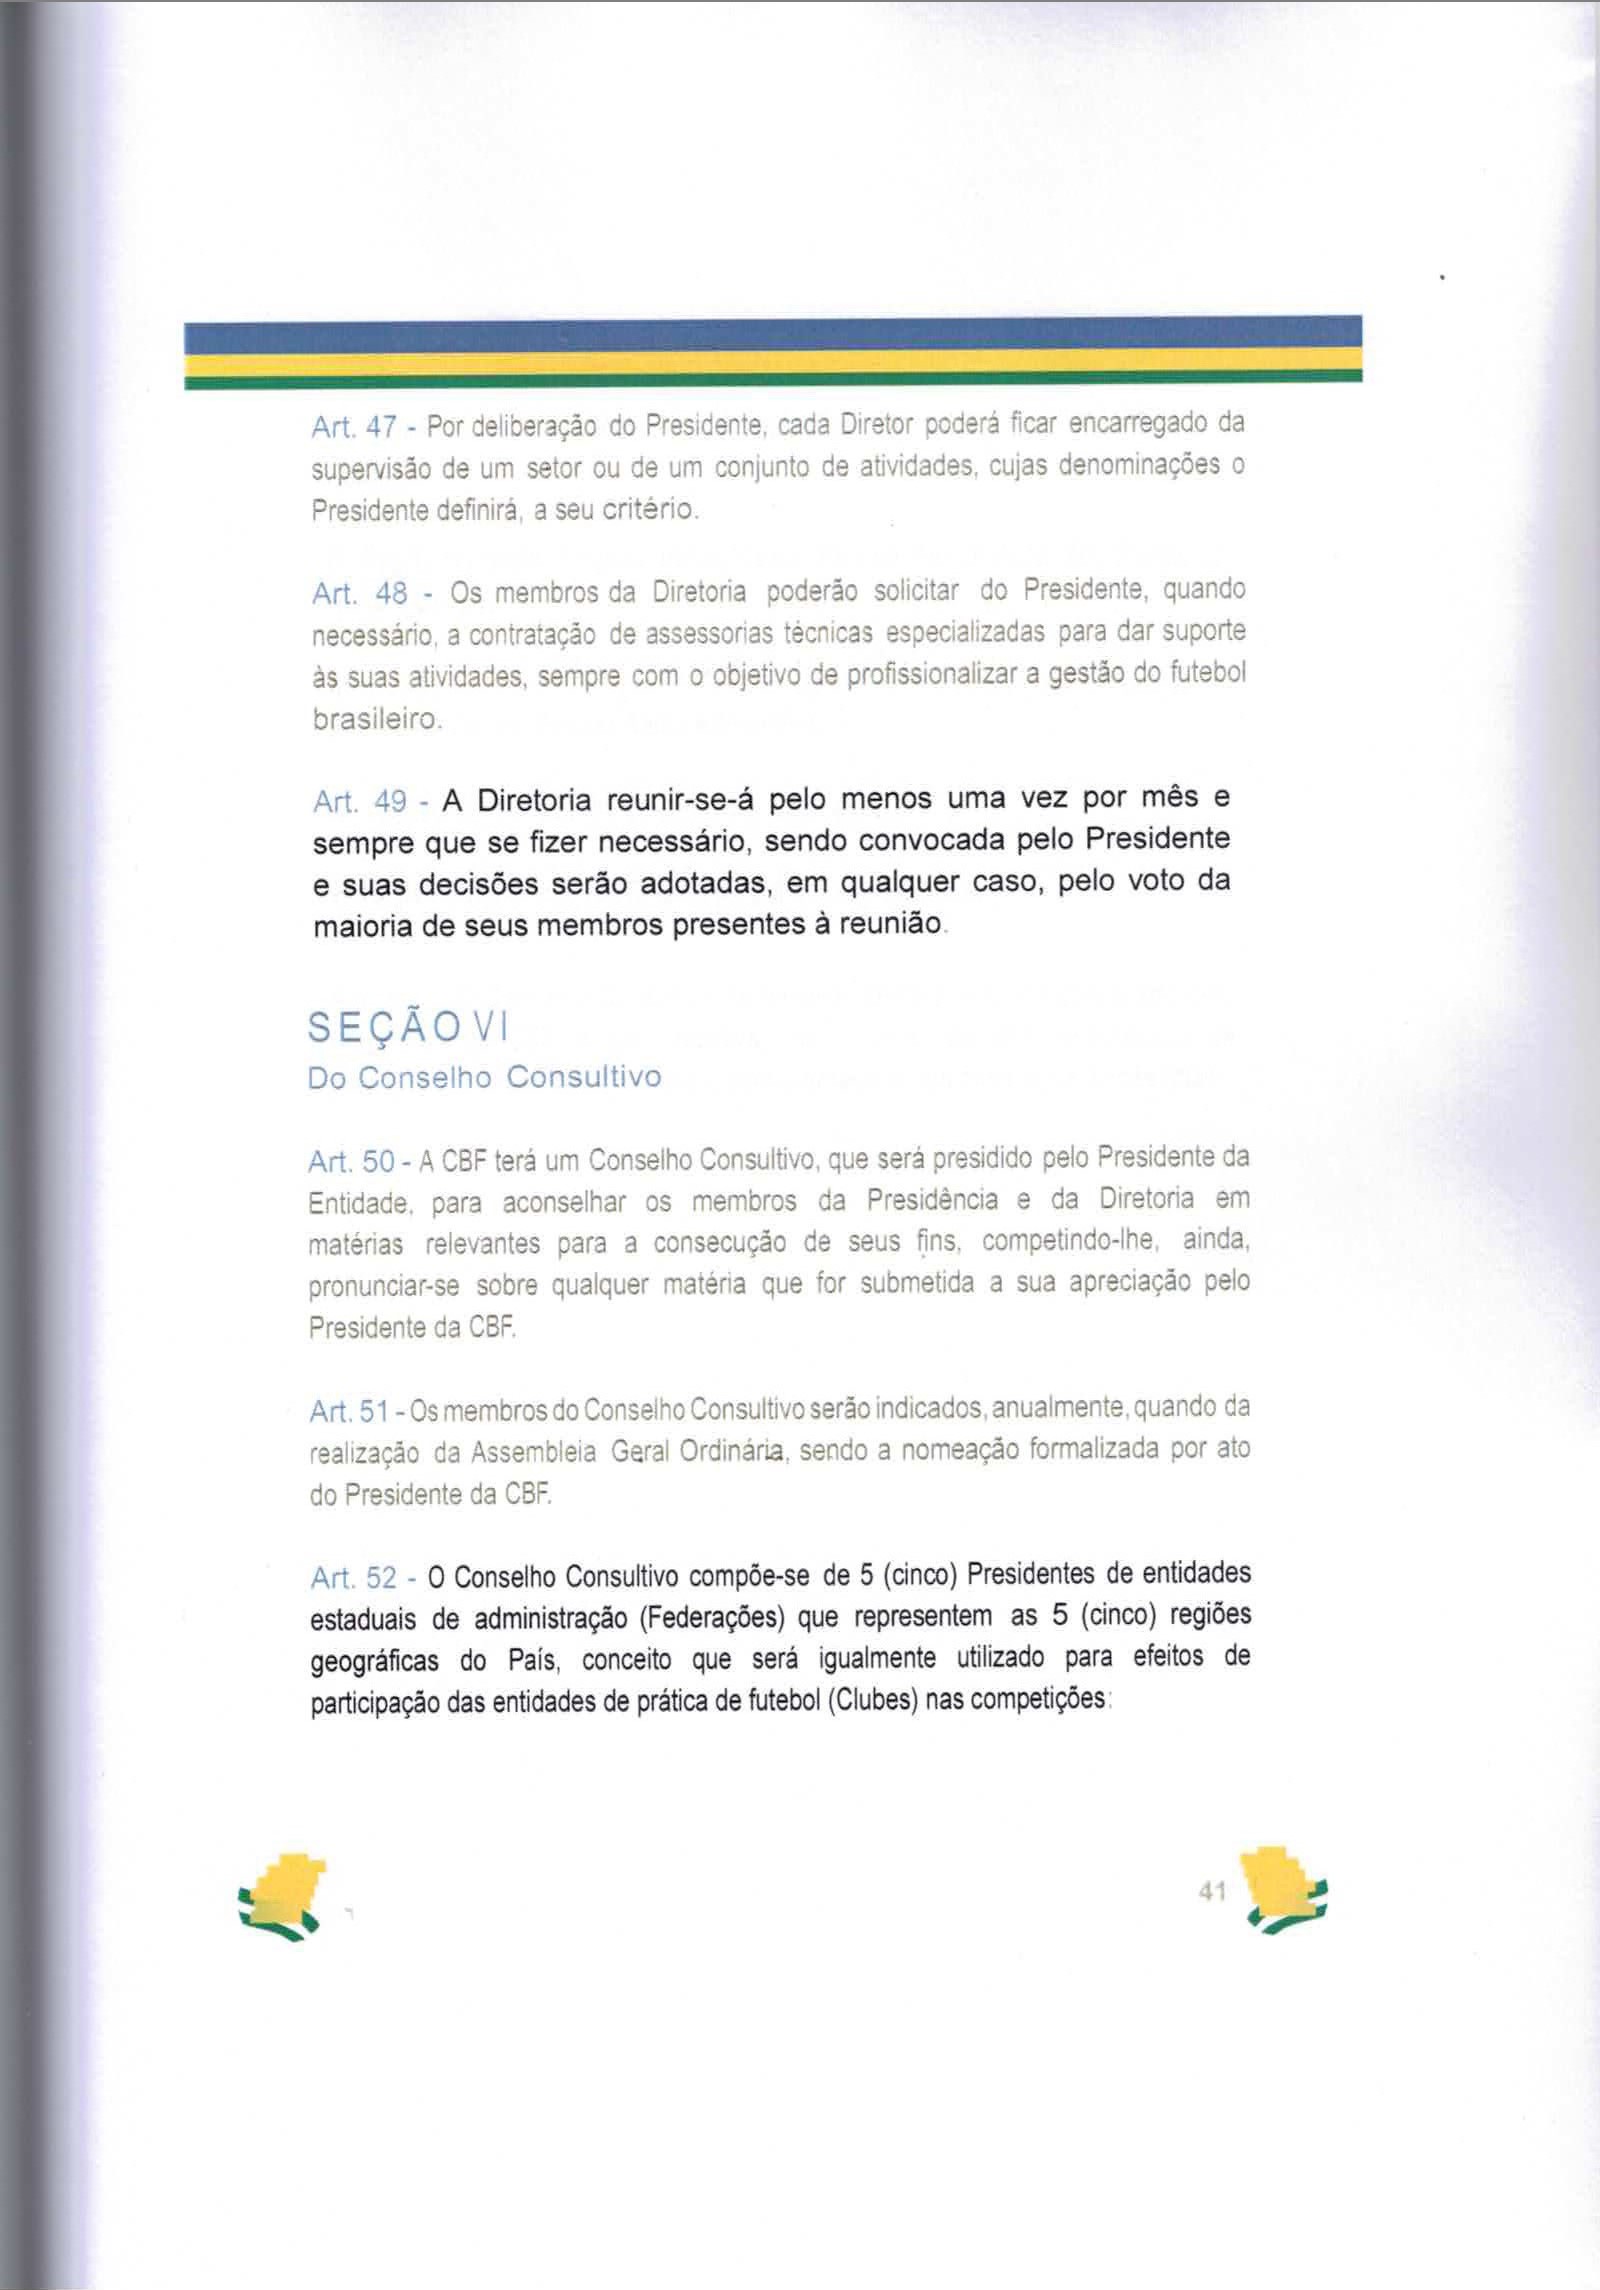 Art. 47 - Por deliberação do Presidente, cada Diretor poderá ficar encarregado da
supervisão de um setor ou de um conjunto de atividades, cujas denominações o
Presidente definirá, a seu critério.
Art. 48 - Os membros da Diretoria poderão solicitar do Presidente, quando
necessário, a contratação de assessorias técnicas especializadas para dar suporte
às suas atividades, sempre com o objetivo de profissionalizar a gestão do futebol
brasileiro.
Art. 49 - A Diretoria reunir-se-á pelo menos uma vez por mês e
sempre que se fizer necessário, sendo convocada pelo Presidente
e suas decisões serão adotadas, em qualquer caso, pelo voto da
maioria de seus membros presentes à reunião.
SEÇÃO VI
Do Conselho Consultivo
Art. 50 - A CBF terá um Conselho Consultivo, que será presidido pelo Presidente da
Entidade, para aconselhar os membros da Presidência e da Diretoria em
matérias relevantes para a consecução de seus fins, competindo-lhe, ainda,
pronunciar-se sobre qualquer matéria que for submetida a sua apreciação pelo
Presidente da CBF.
Art. 51 - Os membros do Conselho Consultivo serão indicados, anualmente, quando da
realização da Assembleia Geral Ordinária, sendo a nomeação formalizada por ato
do Presidente da CBF.
Art. 52 - O Conselho Consultivo compõe-se de 5 (cinco) Presidentes de entidades
estaduais de administração (Federações) que representem as 5 (cinco) regiões
geográficas do País, conceito que será igualmente utilizado para efeitos de
participação das entidades de prática de futebol (Clubes) nas competições:
41